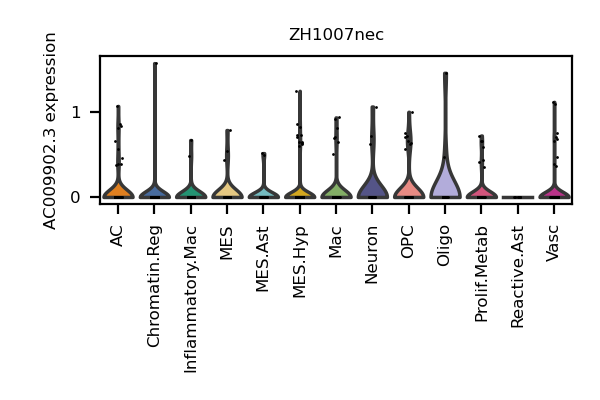 ZH1007nec
AC009902.3 expression
1
0
AC
Chromatin.Reg
Inflammatory.Mac
MES
MES.Ast
MES.Hyp
Mac
Neuron
OPC
Oligo
Prolif.Metab
Reactive.Ast
Vasc